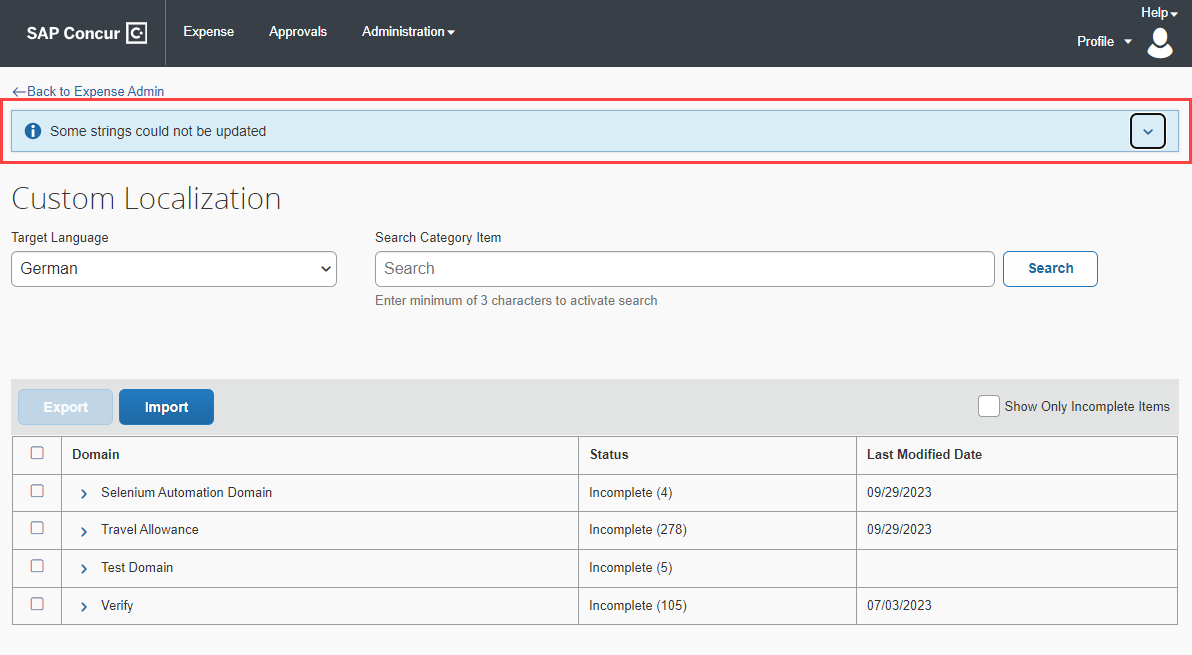 SAP Concur
Expense
Approvals
Administration
Help
Profile
Back to Expense Admin
Some strings could not be updated
Custom Localization
Target Language
Search Category Item
German
Search
Search
Enter minimum of 3 characters to activate search
Export
Import
Show Only Incomplete Items
Domain Status Last Modified Date
Selenium Automation Domain Incomplete (4) 09/29/2023
Travel Allowance Incomplete (278) 09/29/2023
Test Domain Incomplete (5)
Verify Incomplete (105) 07/03/2023